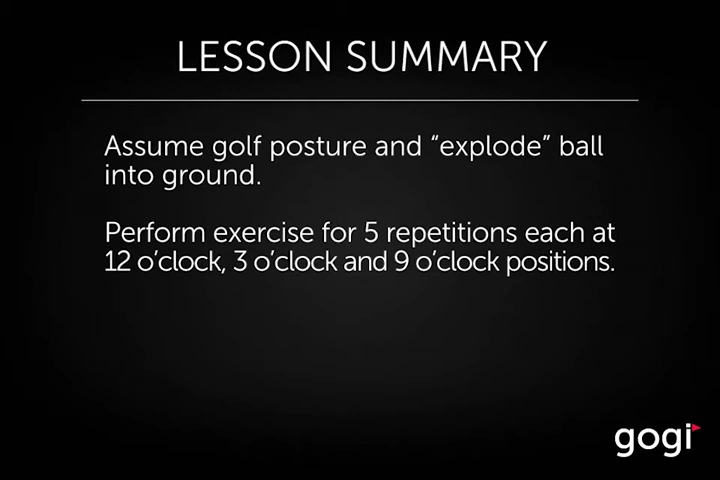 LESSON SUMMARY
Assume golf posture and “explode” ball
into ground.
Perform exercise for 5 repetitions each at
12 o’clock, 3 o’clock and 9 o’clock positions.
gogi